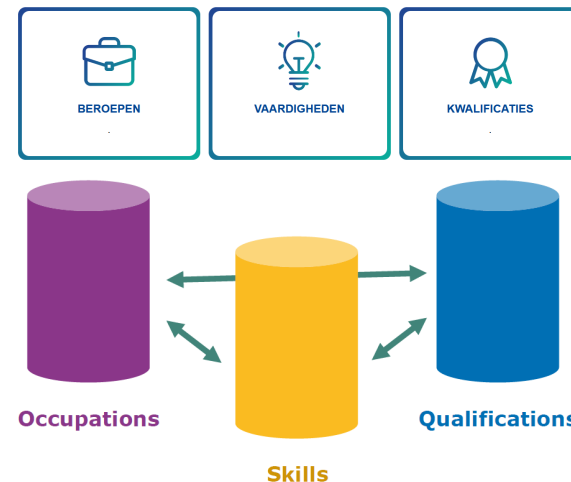 BEROEPEN
.
VAARDIGHEDEN
KWALIFICATIES
.
Occupations
Qualifications
Skills